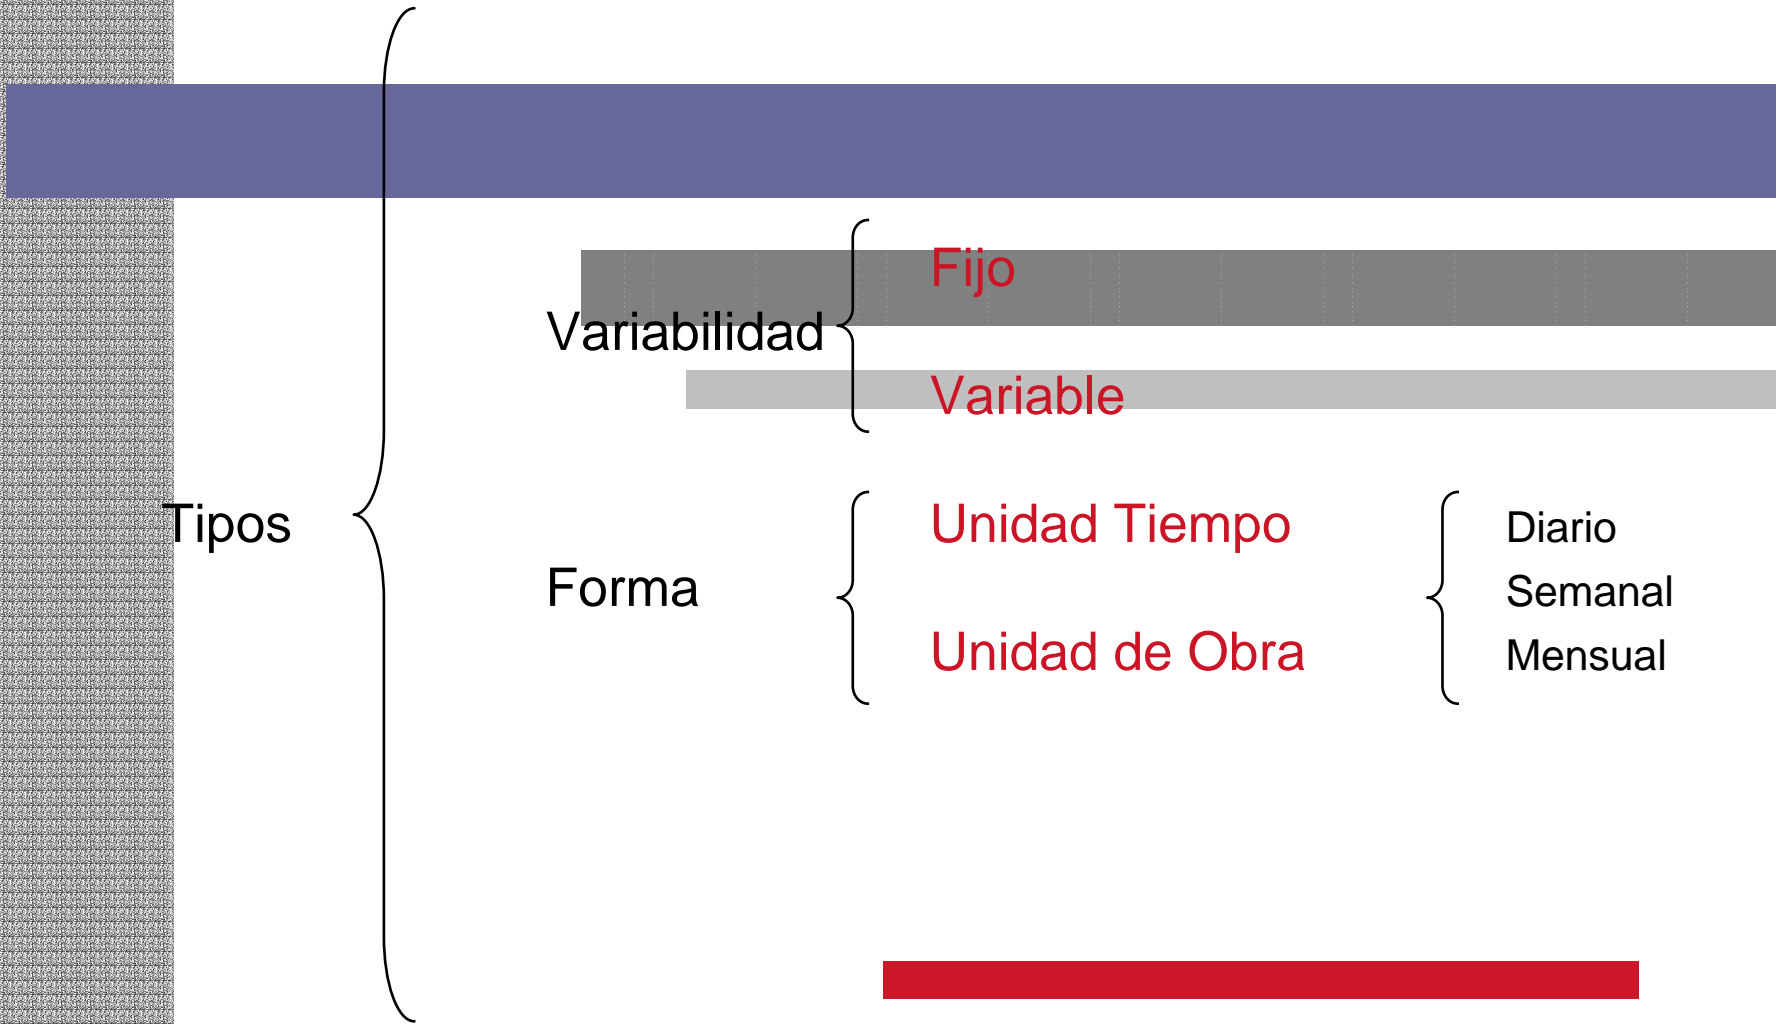 Tipos
Variabilidad
Fijo
Variable
Forma
Unidad Tiempo
Unidad de Obra
Diario
Semanal
Mensual